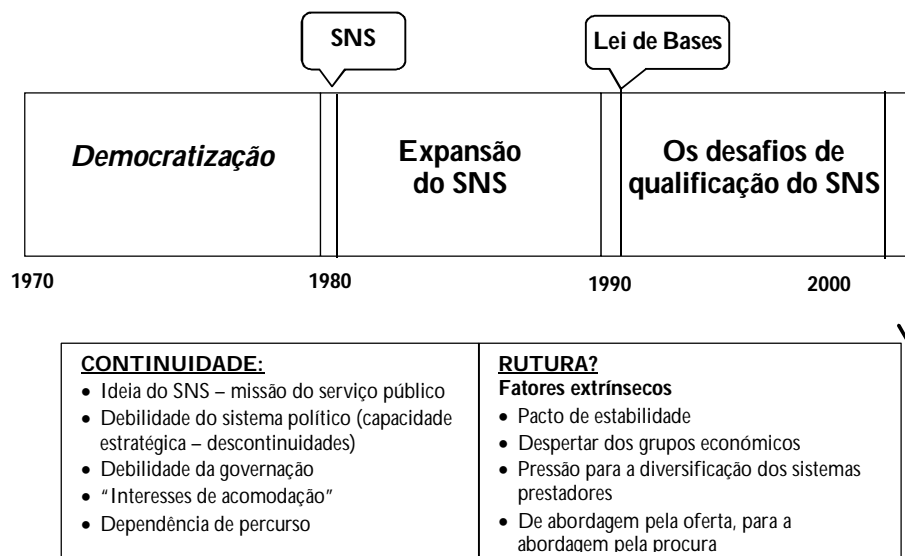 SNS
Lei de Bases
Democratização
Expansão
do SNS
Os desafios de
qualificação do SNS
1970
1980
1990
2000
CONTINUIDADE:
• Ideia do SNS – missão do serviço público
• Debilidade do sistema político (capacidade
estratégica – descontinuidades)
• Debilidade da governação
• “Interesses de acomodação”
• Dependência de percurso
RUTURA?
Fatores extrínsecos
• Pacto de estabilidade
• Despertar dos grupos económicos
• Pressão para a diversificação dos sistemas
prestadores
• De abordagem pela oferta, para a
abordagem pela procura